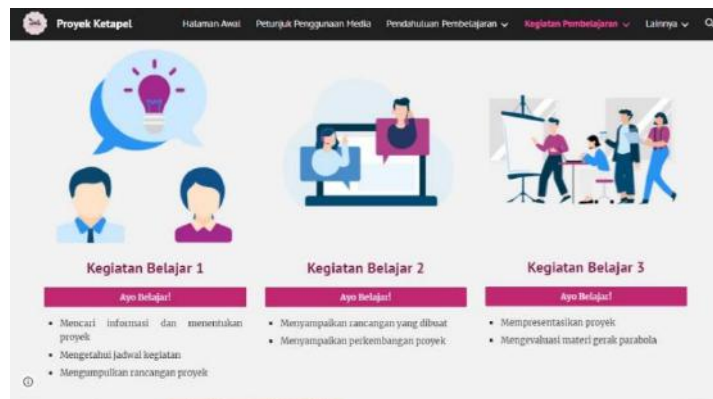 Proyek Ketapel
Halaman Awal Petunjuk Penggunaan Media Pendahuluan Pembelajaran Kegiatan Pembelajaran Lainnya
Kegiatan Belajar 1
Ayo Belajar!
Mencari informasi dan menentukan
proyek
Mengetahui jadwal kegiatan
Mengumpulkan rancangan proyek
Kegiatan Belajar 2
Ayo Belajar!
Menyampaikan rancangan yang dibuat
Menyampaikan perkembangan proyek
Kegiatan Belajar 3
Ayo Belajar!
Mempresentasikan proyek
Mengevaluasi materi gerak parabola